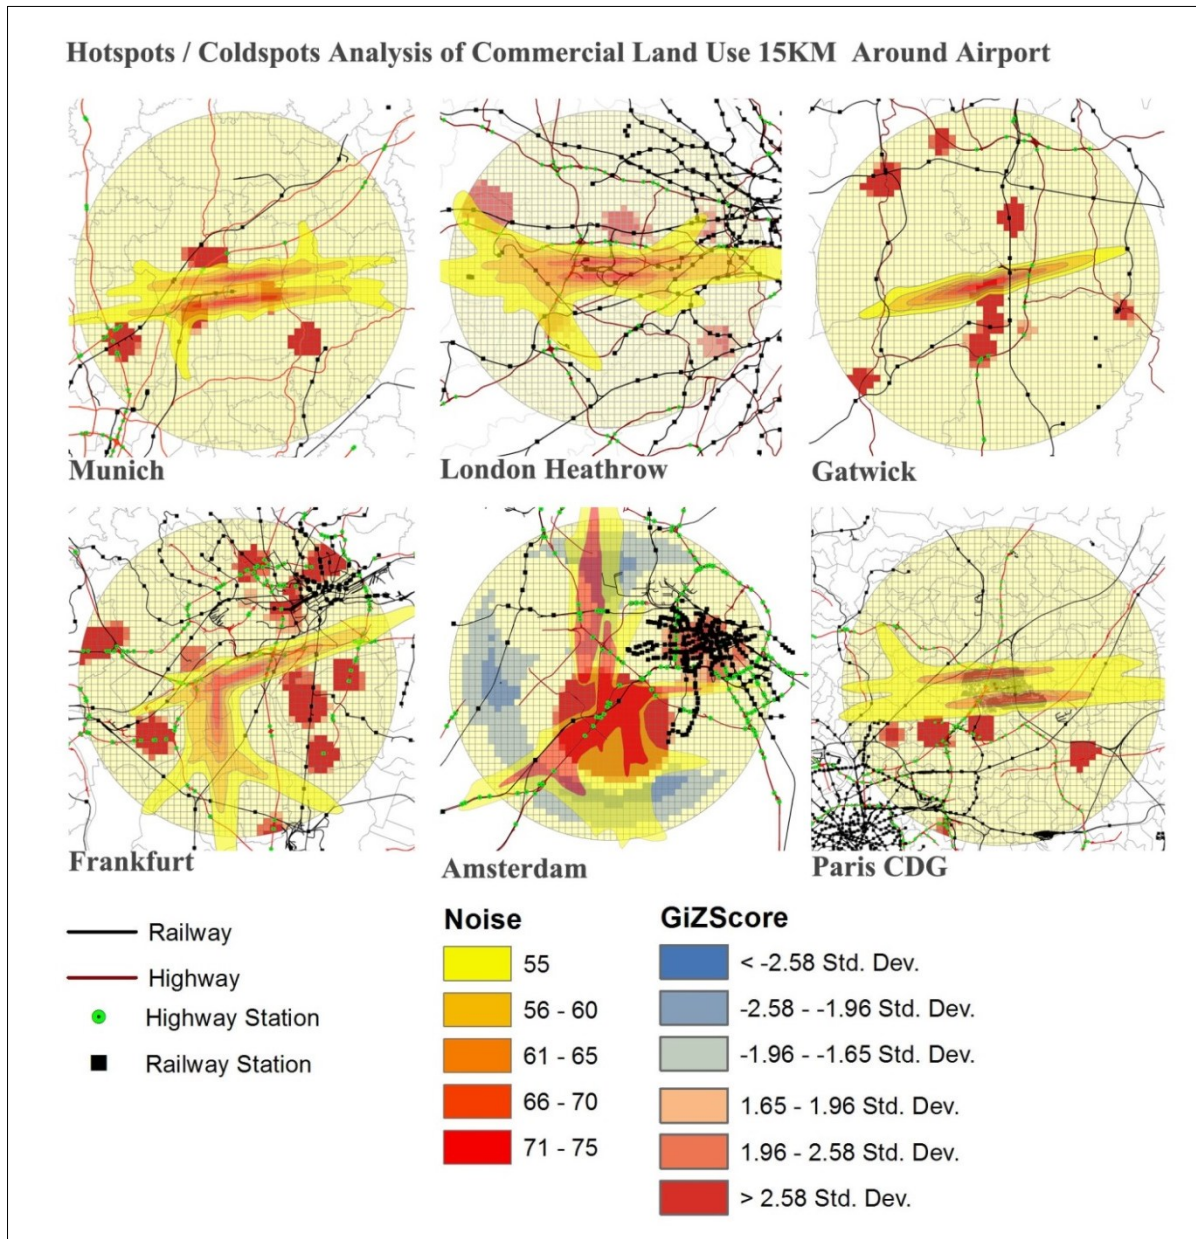 Hotspots / Coldspots Analysis of Commercial Land Use 15KM Around Airport
Munich
London Heathrow
Gatwick
Frankfurt
Amsterdam
Paris CDG
Railway
Highway
Highway Station
Railway Station
Noise
55
56 - 60
61 - 65
66 - 70
71 - 75
GiZScore
< -2.58 Std. Dev.
-2.58 - -1.96 Std. Dev.
-1.96 - -1.65 Std. Dev.
1.65 - 1.96 Std. Dev.
1.96 - 2.58 Std. Dev.
> 2.58 Std. Dev.